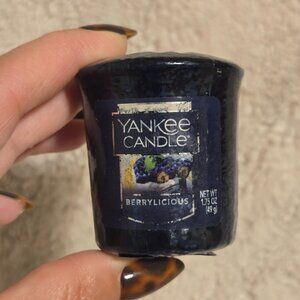 YANKEE
CANDLE®
BERRYLICIOUS
NET WT
1.75 OZ
(49 g)